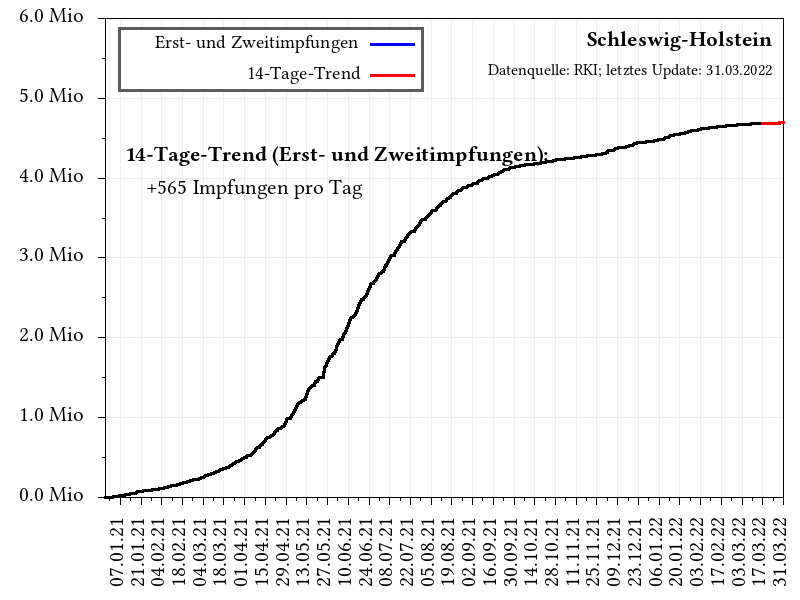 6.0 Mio
5.0 Mio
4.0 Mio
3.0 Mio
2.0 Mio
1.0 Mio
0.0 Mio
Erst- und Zweitimpfungen
14-Tage-Trend
Schleswig-Holstein
Datenquelle: RKI; letztes Update: 31.03.2022
14-Tage-Trend (Erst- und Zweitimpfungen):
+565 Impfungen pro Tag
07.01.21
21.01.21
04.02.21
18.02.21
04.03.21
18.03.21
01.04.21
15.04.21
29.04.21
13.05.21
27.05.21
10.06.21
24.06.21
08.07.21
22.07.21
05.08.21
19.08.21
02.09.21
16.09.21
30.09.21
14.10.21
28.10.21
11.11.21
25.11.21
09.12.21
23.12.21
06.01.22
20.01.22
03.02.22
17.02.22
03.03.22
17.03.22
31.03.22